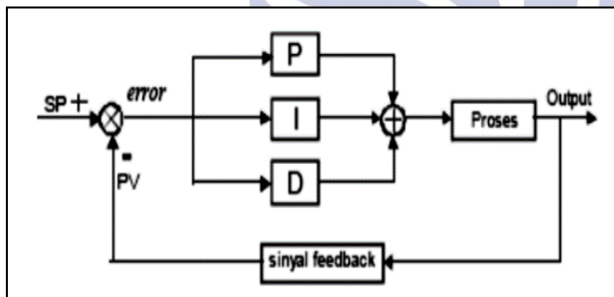 P
SP +
error
I
Proses
Output
-
PV
D
sinyal feedback